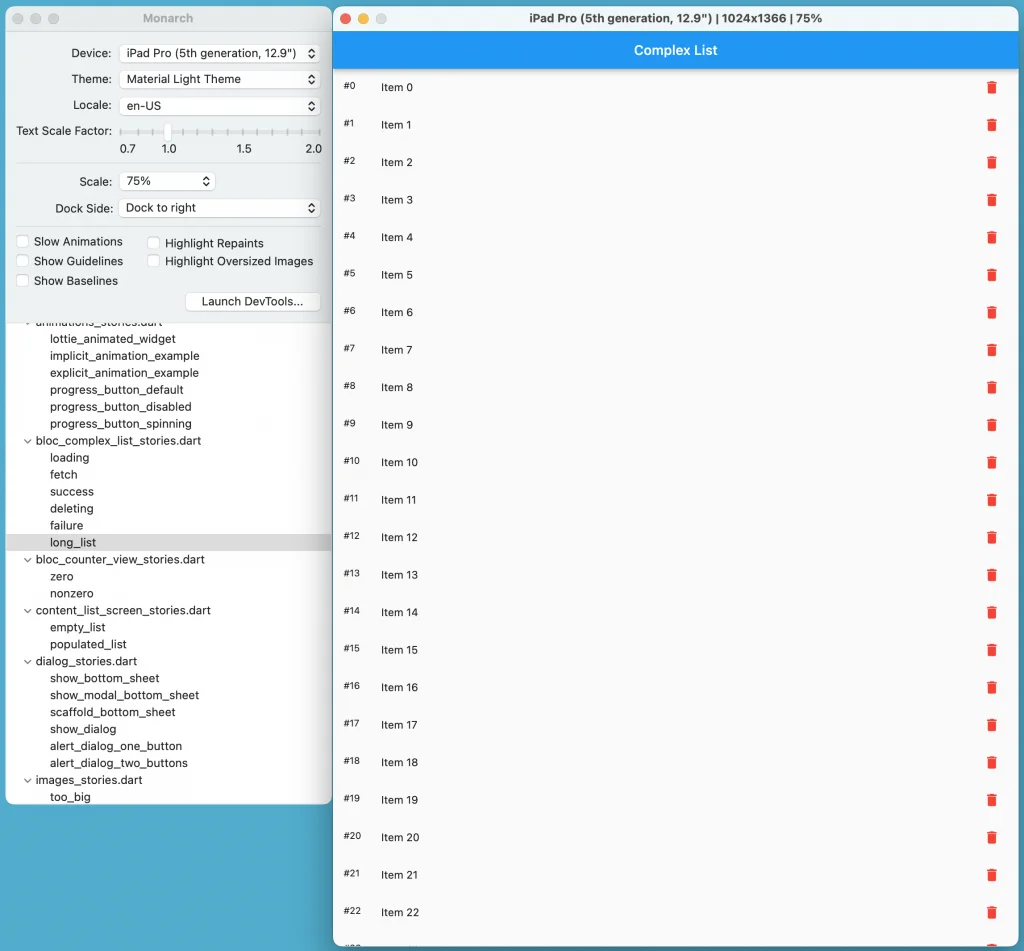 Monarch
Device: iPad Pro (5th generation, 12.9")
Theme: Material Light Theme
Locale: en-US
Text Scale Factor:
0.7 1.0 1.5 2.0
Scale: 75%
Dock Side: Dock to right
Slow Animations Highlight Repaints
Show Guidelines Highlight Oversized Images
Show Baselines
Launch DevTools...
animations_stories.dart
lottie_animated_widget
implicit_animation_example
explicit_animation_example
progress_button_default
progress_button_disabled
progress_button_spinning
bloc_complex_list_stories.dart
loading
fetch
success
deleting
failure
long_list
bloc_counter_view_stories.dart
zero
nonzero
content_list_screen_stories.dart
empty_list
populated_list
dialog_stories.dart
show_bottom_sheet
show_modal_bottom_sheet
scaffold_bottom_sheet
show_dialog
alert_dialog_one_button
alert_dialog_two_buttons
images_stories.dart
too_big
iPad Pro (5th generation, 12.9") | 1024x1366 | 75%
Complex List
#0 Item 0
#1 Item 1
#2 Item 2
#3 Item 3
#4 Item 4
#5 Item 5
#6 Item 6
#7 Item 7
#8 Item 8
#9 Item 9
#10 Item 10
#11 Item 11
#12 Item 12
#13 Item 13
#14 Item 14
#15 Item 15
#16 Item 16
#17 Item 17
#18 Item 18
#19 Item 19
#20 Item 20
#21 Item 21
#22 Item 22